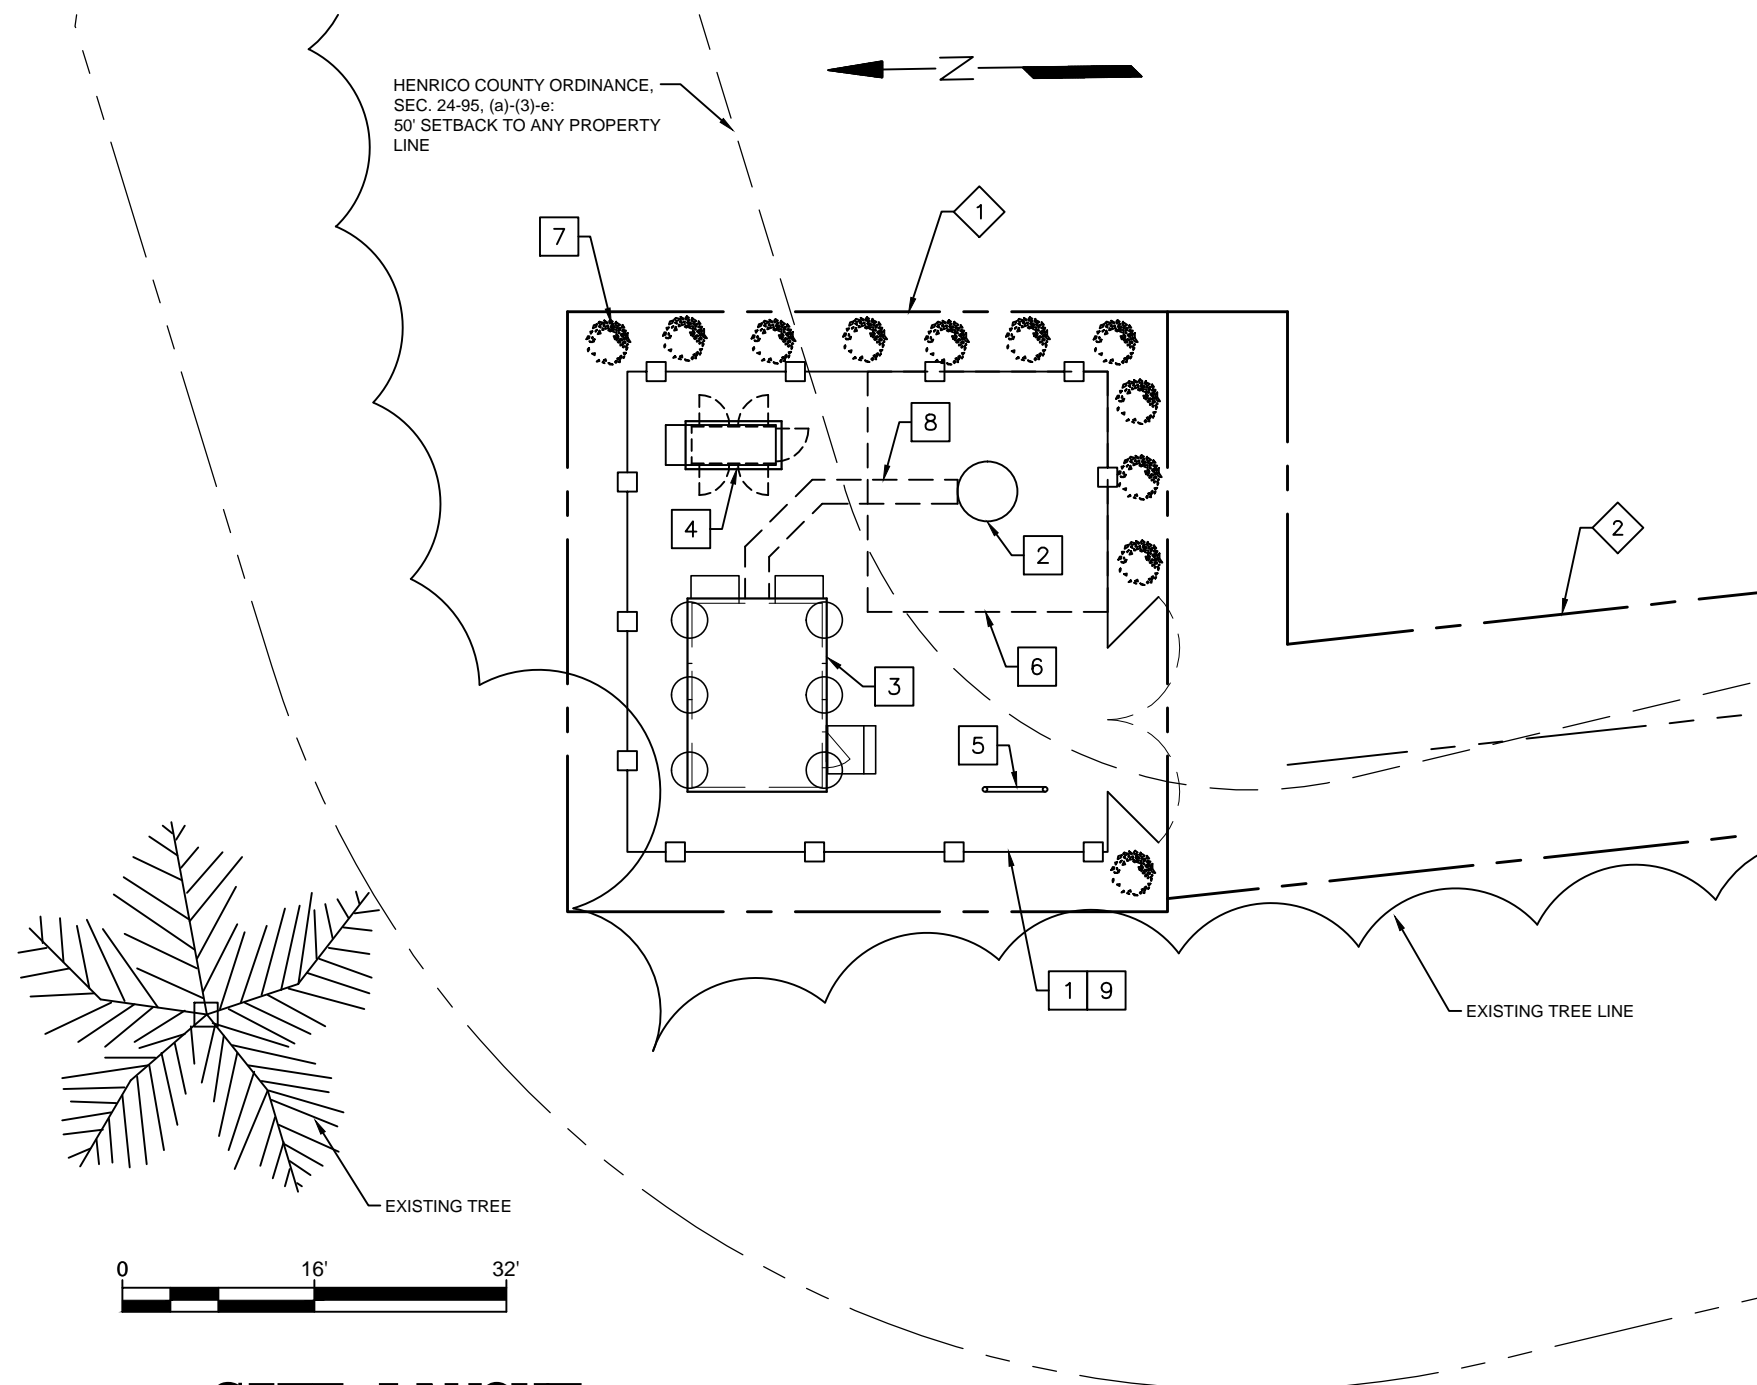 N
HENRICO COUNTY ORDINANCE,
SEC. 24-95, (a)-(3)-e:
50' SETBACK TO ANY PROPERTY
LINE
1
7
8
4
2
2
6
3
5
1 9
EXISTING TREE LINE
EXISTING TREE
0 16' 32'